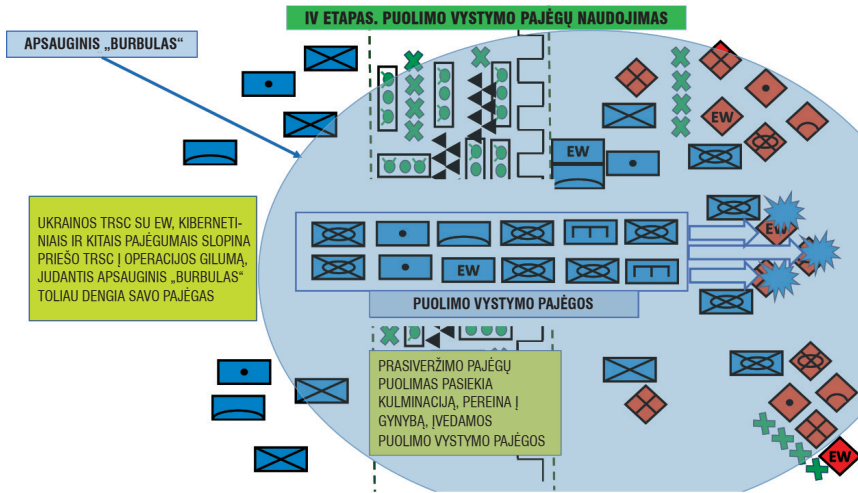 IV ETAPAS. PUOLIMO VYSTYMO PAJĖGŲ NAUDOJIMAS
APSAUGINIS „BURBULAS“
EW
EW
UKRAINOS TRSC SU EW, KIBERNETI-
NIAIS IR KITAIS PAJĖGUMAIS SLOPINA
PRIEŠO TRSC Į OPERACIJOS GILUMĄ,
JUDANTIS APSAUGINIS „BURBULAS“
TOLIAU DENGIA SAVO PAJĖGAS
EW
EW
PUOLIMO VYSTYMO PAJĖGOS
PRASIVERŽIMO PAJĖGŲ
PUOLIMAS PASIEKIA
KULMINACIJĄ, PEREINA Į
GYNYBĄ, ĮVEDAMOS
PUOLIMO VYSTYMO PAJĖGOS
EW